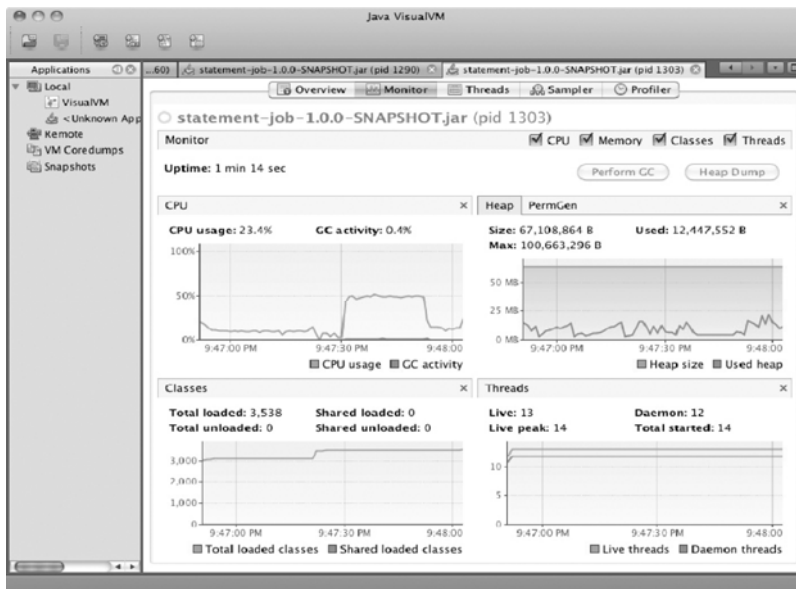 Java VisualVM
Applications
...60)
statement-job-1.0.0-SNAPSHOT.jar (pid 1290)
statement-job-1.0.0-SNAPSHOT.jar (pid 1303)
Local
VisualVM
<Unknown App
Remote
VM Coredumps
Snapshots
Overview Monitor Threads Sampler Profiler
statement-job-1.0.0-SNAPSHOT.jar (pid 1303)
Monitor
CPU Memory Classes Threads
Uptime: 1 min 14 sec
Perform GC Heap Dump
CPU
CPU usage: 23.4% GC activity: 0.4%
100%
50%
0%
9:47:00 PM 9:47:30 PM 9:48:00
CPU usage GC activity
Heap PermGen
Size: 67,108,864 B Used: 12,447,552 B
Max: 100,663,296 B
50 MB
25 MB
0 MB
9:47:00 PM 9:47:30 PM 9:48:00
Heap size Used heap
Classes
Total loaded: 3,538 Shared loaded: 0
Total unloaded: 0 Shared unloaded: 0
3,000
2,000
1,000
0
9:47:00 PM 9:47:30 PM 9:48:00
Total loaded classes Shared loaded classes
Threads
Live: 13 Daemon: 12
Live peak: 14 Total started: 14
10
5
0
9:47:00 PM 9:47:30 PM 9:48:00
Live threads Daemon threads